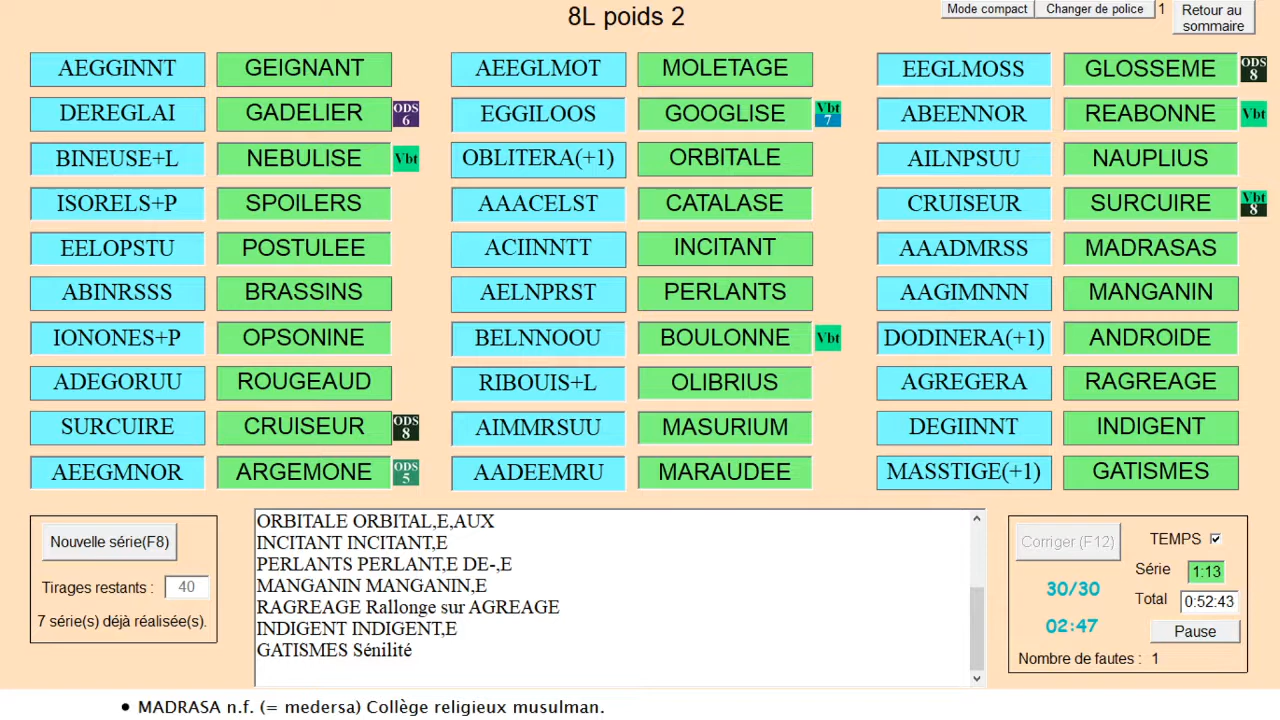 8L poids 2
Mode compact Changer de police 1 Retour au sommaire
AEGGINNT GEIGNANT AEEGLMOT MOLETAGE EEGLMOSS GLOSSEME ODS 8
DEREGLAI GADELIER ODS 6 EGGILOOS GOOGLISE Vbt 7 ABEENNOR REABONNE Vbt
BINEUSE+L NEBULISE Vbt OBLITERA(+1) ORBITALE AILNPSUU NAUPLIUS
ISORELS+P SPOILERS AAACELST CATALASE CRUISEUR SURCUIRE Vbt 8
EELOPSTU POSTULEE ACIINNTT INCITANT AAADMRSS MADRASAS
ABINRSSS BRASSINS AELNPRST PERLANTS AAGIMNNN MANGANIN
IONONES+P OPSONINE BELNNOOU BOULONNE Vbt DODINERA(+1) ANDROIDE
ADEGORUU ROUGEAUD RIBOUIS+L OLIBRIUS AGREGERA RAGREAGE
SURCUIRE CRUISEUR ODS 8 AIMMRSUU MASURIUM DEGIINNT INDIGENT
AEEGMNOR ARGEMONE ODS 5 AADEEMRU MARAUDEE MASSTIGE(+1) GATISMES
Nouvelle série(F8)
Tirages restants : 40
7 série(s) déjà réalisée(s).
ORBITALE ORBITAL,E,AUX
INCITANT INCITANT,E
PERLANTS PERLANT,E DE-,E
MANGANIN MANGANIN,E
RAGREAGE Rallonge sur AGREAGE
INDIGENT INDIGENT,E
GATISMES Sénilité
Corriger (F12) TEMPS
Série 1:13
30/30
Total 0:52:43
02:47
Pause
Nombre de fautes : 1
• MADRASA n.f. (= medersa) Collège religieux musulman.